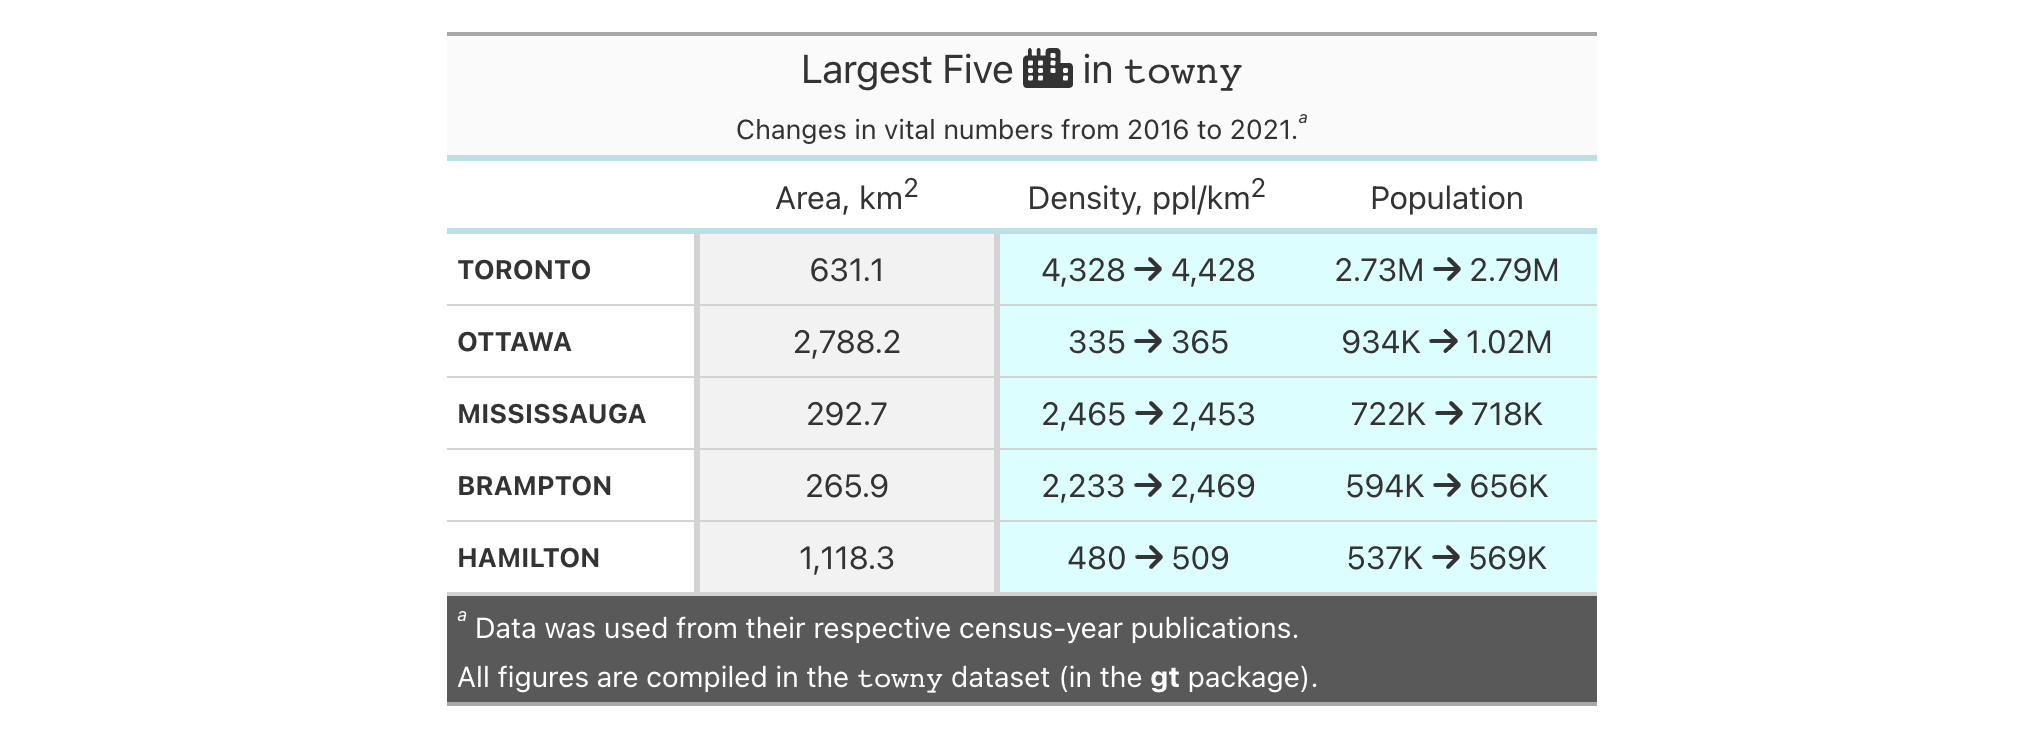 Largest Five in towny
Changes in vital numbers from 2016 to 2021.ᵃ
Area, km² Density, ppl/km² Population
TORONTO 631.1 4,328 → 4,428 2.73M → 2.79M
OTTAWA 2,788.2 335 → 365 934K → 1.02M
MISSISSAUGA 292.7 2,465 → 2,453 722K → 718K
BRAMPTON 265.9 2,233 → 2,469 594K → 656K
HAMILTON 1,118.3 480 → 509 537K → 569K
ᵃ Data was used from their respective census-year publications.
All figures are compiled in the towny dataset (in the gt package).